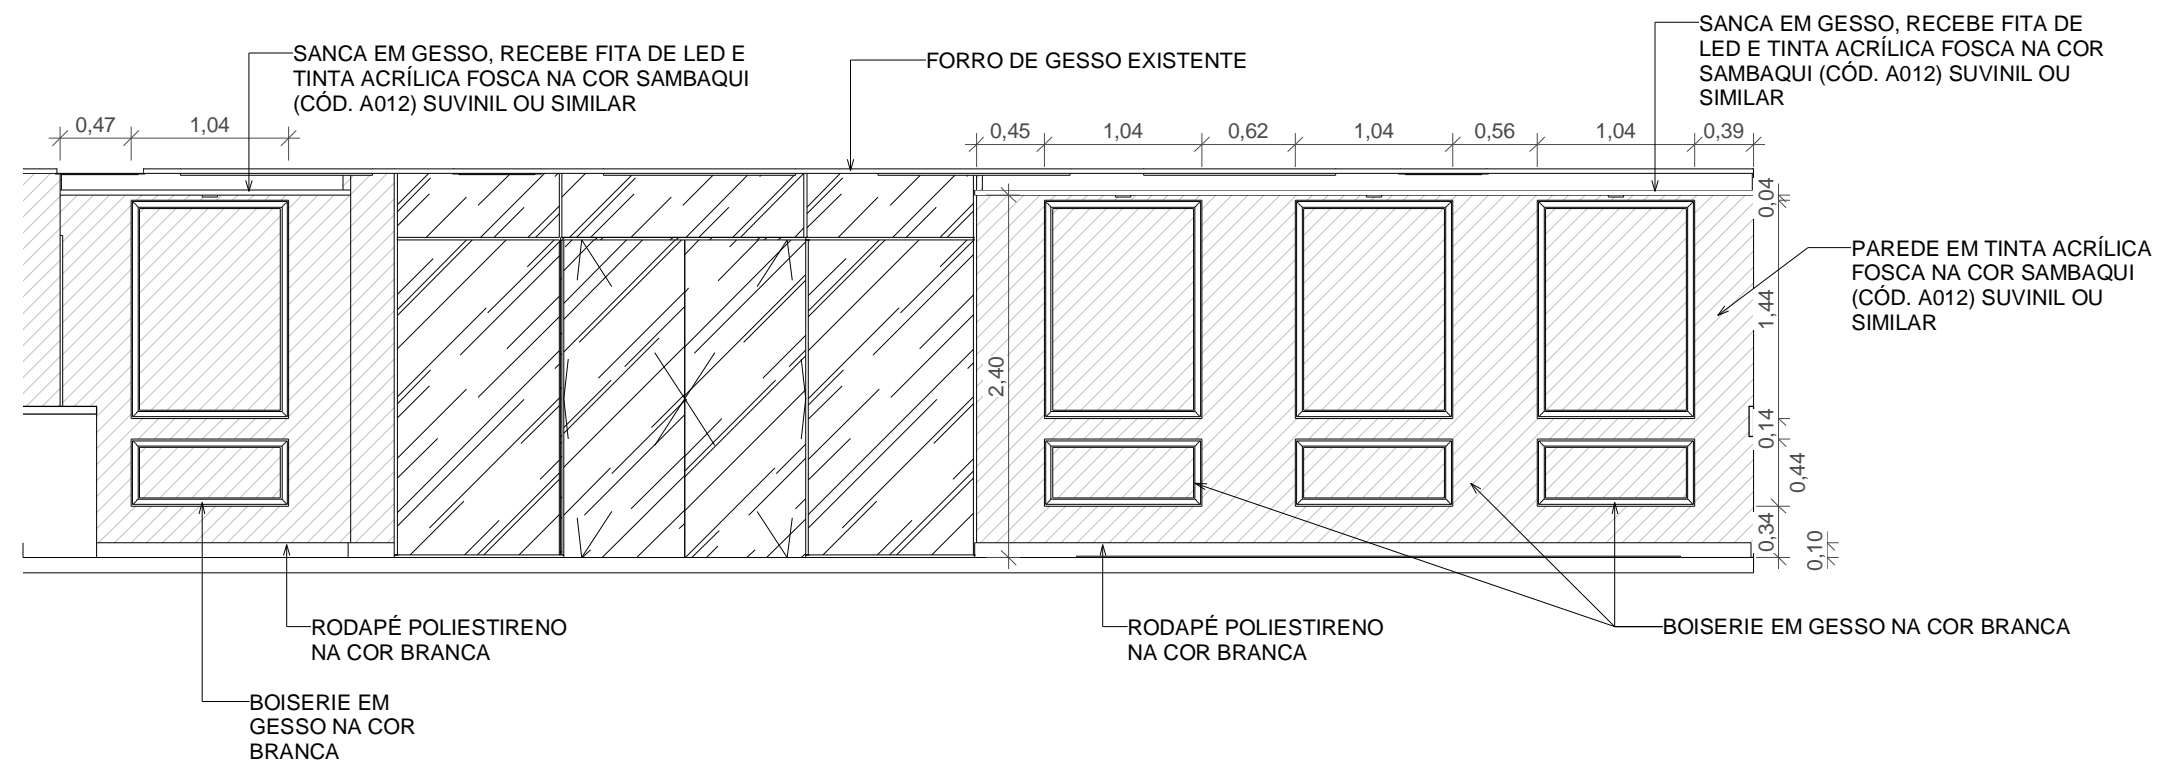 SANCA EM GESSO, RECEBE FITA DE LED E
TINTA ACRÍLICA FOSCA NA COR SAMBAQUI
(CÓD. A012) SUVINIL OU SIMILAR
FORRO DE GESSO EXISTENTE
SANCA EM GESSO, RECEBE FITA DE
LED E TINTA ACRÍLICA FOSCA NA COR
SAMBAQUI (CÓD. A012) SUVINIL OU
SIMILAR
0,47
1,04
0,45
1,04
0,62
1,04
0,56
1,04
0,39
0,04
PAREDE EM TINTA ACRÍLICA
FOSCA NA COR SAMBAQUI
(CÓD. A012) SUVINIL OU
SIMILAR
1,44
2,40
0,14
0,44
0,34
0,10
RODAPÉ POLIESTIRENO
NA COR BRANCA
RODAPÉ POLIESTIRENO
NA COR BRANCA
BOISERIE EM GESSO NA COR BRANCA
BOISERIE EM
GESSO NA COR
BRANCA